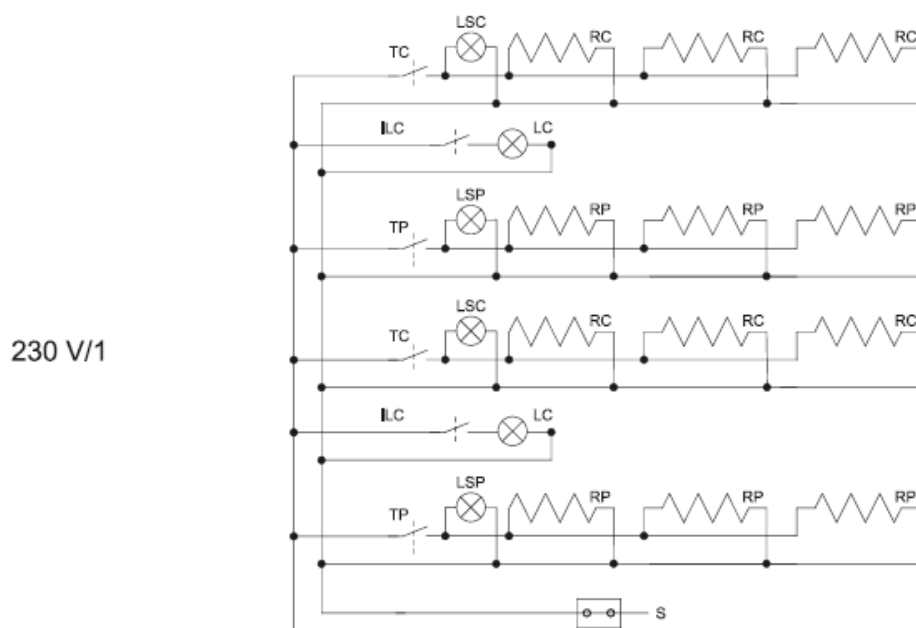 LSC
TC RC RC RC
ILC LC
LSP
TP RP RP RP
LSC
TC RC RC RC
230 V/1
ILC LC
LSP
TP RP RP RP
S